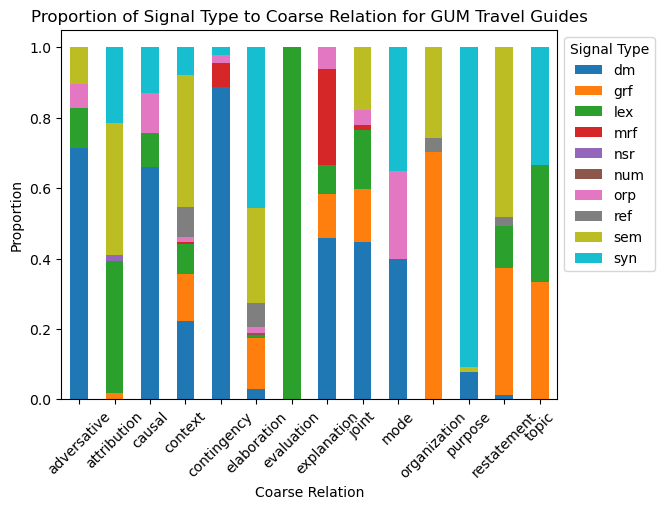 Proportion of Signal Type to Coarse Relation for GUM Travel Guides
Signal Type
dm
grf
lex
mrf
nsr
num
orp
ref
sem
syn
Proportion
1.0
0.8
0.6
0.4
0.2
0.0
adversative
attribution
causal
context
contingency
elaboration
evaluation
explanation
joint
mode
organization
purpose
restatement
topic
Coarse Relation